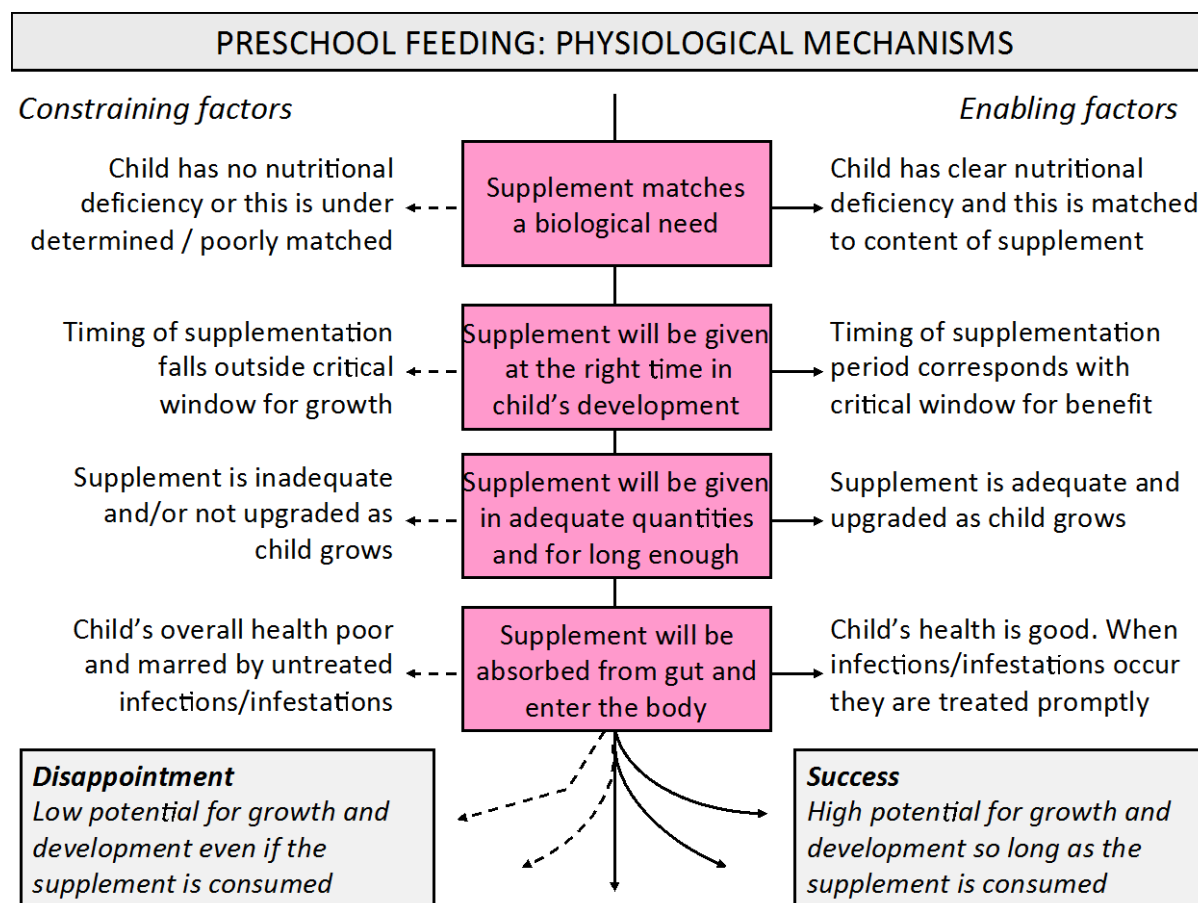 PRESCHOOL FEEDING: PHYSIOLOGICAL MECHANISMS
Constraining factors
Enabling factors
Child has no nutritional
deficiency or this is under
determined / poorly matched
Supplement matches
a biological need
Child has clear nutritional
deficiency and this is matched
to content of supplement
Timing of supplementation
falls outside critical
window for growth
Supplement will be given
at the right time in
child’s development
Timing of supplementation
period corresponds with
critical window for benefit
Supplement is inadequate
and/or not upgraded as
child grows
Supplement will be given
in adequate quantities
and for long enough
Supplement is adequate and
upgraded as child grows
Child’s overall health poor
and marred by untreated
infections/infestations
Supplement will be
absorbed from gut and
enter the body
Child’s health is good. When
infections/infestations occur
they are treated promptly
Disappointment
Low potential for growth and
development even if the
supplement is consumed
Success
High potential for growth and
development so long as the
supplement is consumed